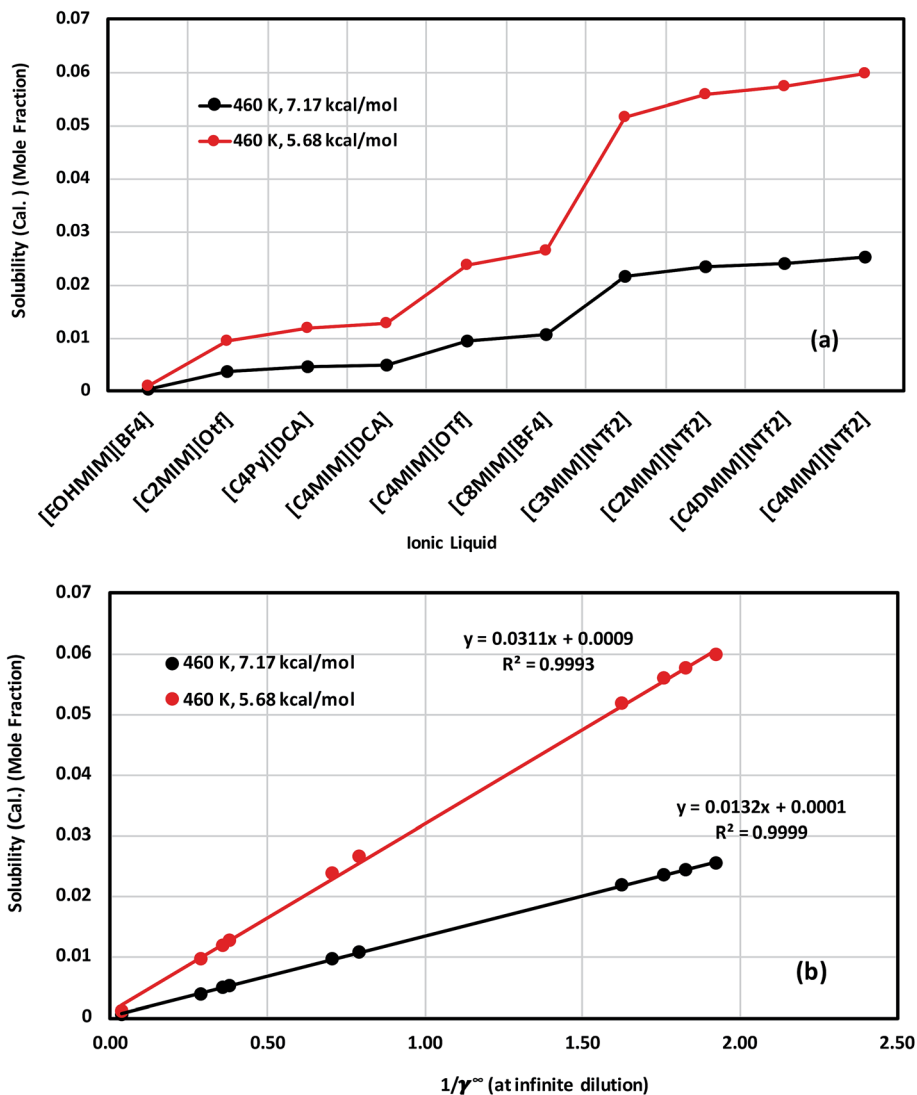 0.07
0.06
0.05
0.04
0.03
0.02
0.01
0
Solubility (Cal.) (Mole Fraction)
460 K, 7.17 kcal/mol
460 K, 5.68 kcal/mol
(a)
[EOHMIM][BF4]
[C2MIM][Otf]
[C4Py][DCA]
[C4MIM][DCA]
[C4MIM][OTf]
[C8MIM][BF4]
[C3MIM][NTf2]
[C2MIM][NTf2]
[C4DMIM][NTf2]
[C4MIM][NTf2]
Ionic Liquid
0.07
0.06
0.05
0.04
0.03
0.02
0.01
0
Solubility (Cal.) (Mole Fraction)
460 K, 7.17 kcal/mol
460 K, 5.68 kcal/mol
y = 0.0311x + 0.0009
R² = 0.9993
y = 0.0132x + 0.0001
R² = 0.9999
(b)
0.00 0.50 1.00 1.50 2.00 2.50
1/γ∞ (at infinite dilution)